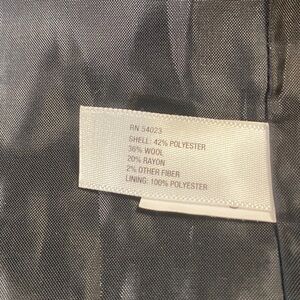 RN 54023
SHELL: 42% POLYESTER
36% WOOL
20% RAYON
2% OTHER FIBER
LINING: 100% POLYESTER